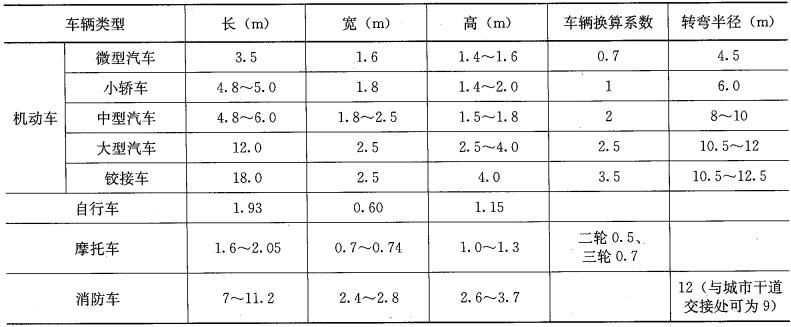 车辆类型 长（m） 宽（m） 高（m） 车辆换算系数 转弯半径（m）
机动车
微型汽车 3.5 1.6 1.4～1.6 0.7 4.5
小轿车 4.8～5.0 1.8 1.4～2.0 1 6.0
中型汽车 4.8～6.0 1.8～2.5 1.5～1.8 2 8～10
大型汽车 12.0 2.5 2.5～4.0 2.5 10.5～12
铰接车 18.0 2.5 4.0 3.5 10.5～12.5
自行车 1.93 0.60 1.15
摩托车 1.6～2.05 0.7～0.74 1.0～1.3 二轮 0.5、
三轮 0.7
消防车 7～11.2 2.4～2.8 2.6～3.7 12（与城市干道
交接处可为 9）